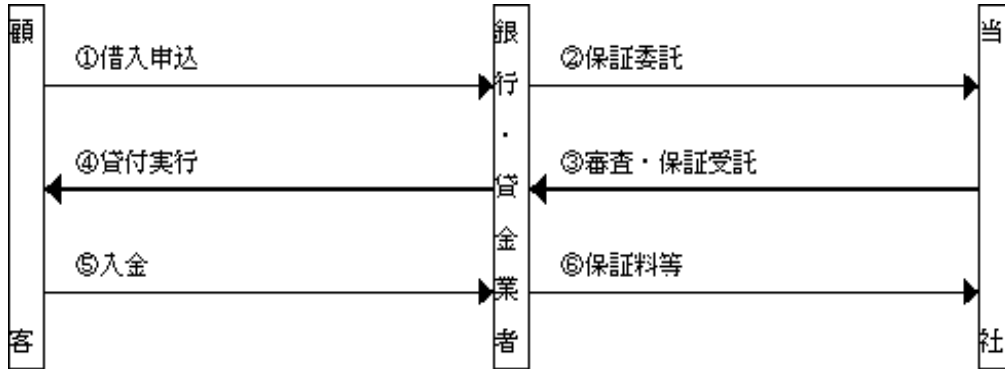 顧客
①借入申込
④貸付実行
⑤入金
銀行・貸金業者
②保証委託
③審査・保証受託
⑥保証料等
当社